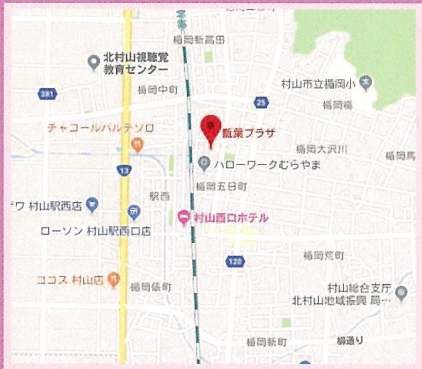 楯岡新高田
北村山視聴覚
教育センター
村山市立楯岡小
381
楯岡中町
25
楯岡楯
チャコールバルテソロ
甑葉プラザ
楯岡大沢川
楯岡馬
13
ハローワークむらやま
駅西
楯岡五日町
村山駅西店
村山西口ホテル
ローソン 村山駅西口店
120
楯岡荒町
ココス 村山店
楯岡俵町
村山総合支庁
北村山地域振興 局…
楯岡新町
柳通り